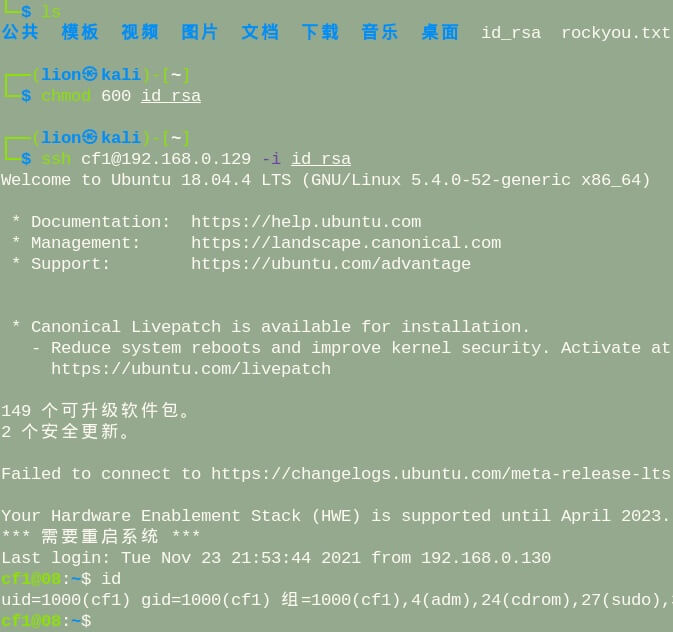 └─$ ls
公共 模板 视频 图片 文档 下载 音乐 桌面 id_rsa rockyou.txt
┌──(lion㉿kali)-[~]
└─$ chmod 600 id_rsa
┌──(lion㉿kali)-[~]
└─$ ssh cf1@192.168.0.129 -i id_rsa
Welcome to Ubuntu 18.04.4 LTS (GNU/Linux 5.4.0-52-generic x86_64)
* Documentation: https://help.ubuntu.com
* Management: https://landscape.canonical.com
* Support: https://ubuntu.com/advantage
* Canonical Livepatch is available for installation.
- Reduce system reboots and improve kernel security. Activate at
https://ubuntu.com/livepatch
149 个可升级软件包。
2 个安全更新。
Failed to connect to https://changelogs.ubuntu.com/meta-release-lts
Your Hardware Enablement Stack (HWE) is supported until April 2023.
*** 需要重启系统 ***
Last login: Tue Nov 23 21:53:44 2021 from 192.168.0.130
cf1@08:~$ id
uid=1000(cf1) gid=1000(cf1) 组=1000(cf1),4(adm),24(cdrom),27(sudo),
cf1@08:~$